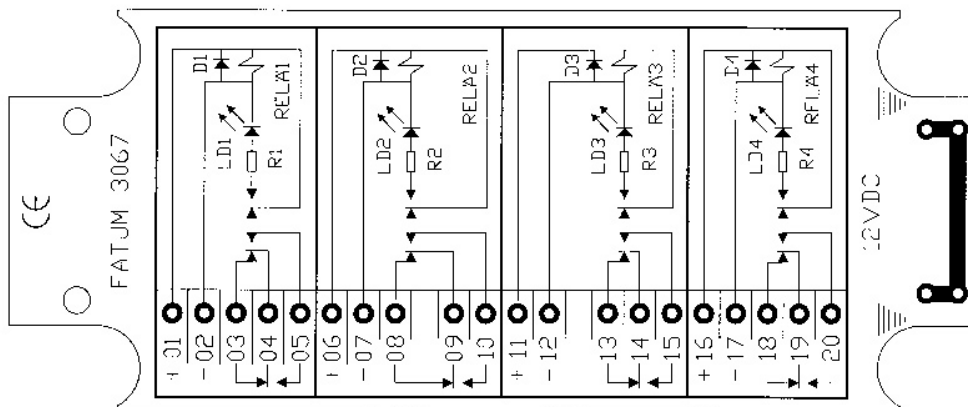 CE
FATJM 3067
D1
RELA1
LD1
R1
D2
RELA2
LD2
R2
D3
RELA3
LD3
R3
D4
RELA4
LD4
R4
12VDC
+01
-02
03
04
05
+06
-07
08
09
10
+11
-12
13
14
15
+16
-17
18
19
20